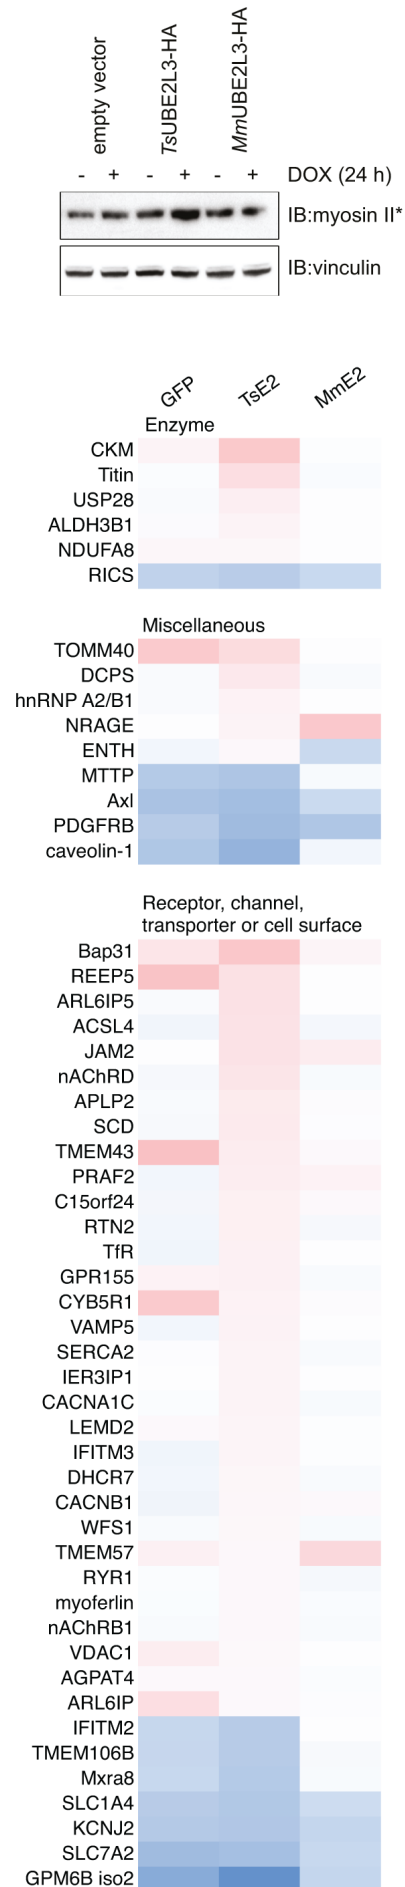 empty vector
TsUBE2L3-HA
MmUBE2L3-HA
- + - + - + DOX (24 h)
IB:myosin II*
IB:vinculin
GFP TsE2 MmE2
Enzyme
CKM
Titin
USP28
ALDH3B1
NDUFA8
RICS
Miscellaneous
TOMM40
DCPS
hnRNP A2/B1
NRAGE
ENTH
MTTP
Axl
PDGFRB
caveolin-1
Receptor, channel,
transporter or cell surface
Bap31
REEP5
ARL6IP5
ACSL4
JAM2
nAChRD
APLP2
SCD
TMEM43
PRAF2
C15orf24
RTN2
TfR
GPR155
CYB5R1
VAMP5
SERCA2
IER3IP1
CACNA1C
LEMD2
IFITM3
DHCR7
CACNB1
WFS1
TMEM57
RYR1
myoferlin
nAChRB1
VDAC1
AGPAT4
ARL6IP
IFITM2
TMEM106B
Mxra8
SLC1A4
KCNJ2
SLC7A2
GPM6B iso2